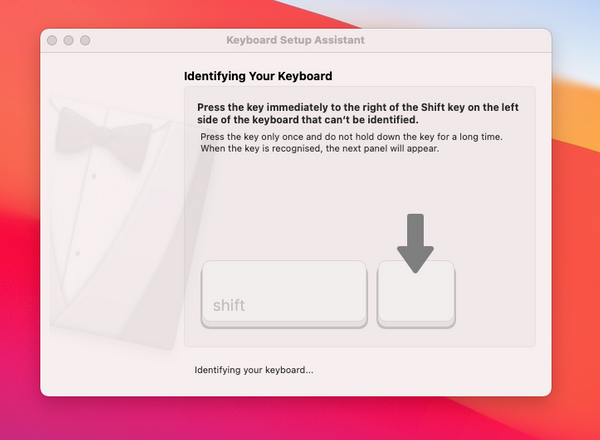 Keyboard Setup Assistant
Identifying Your Keyboard
Press the key immediately to the right of the Shift key on the left
side of the keyboard that can't be identified.
Press the key only once and do not hold down the key for a long time.
When the key is recognised, the next panel will appear.
shift
Identifying your keyboard...